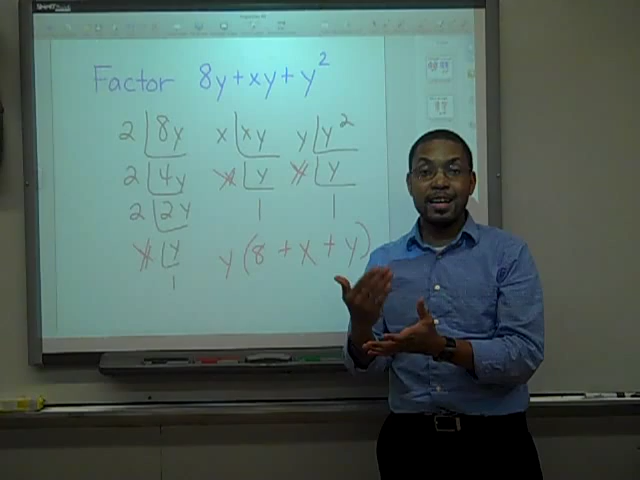 Factor 8y+xy+y²
2 8y x xy y y²
2 4y y y y y
2 2y 1 1
y y y(8+x+y)
1